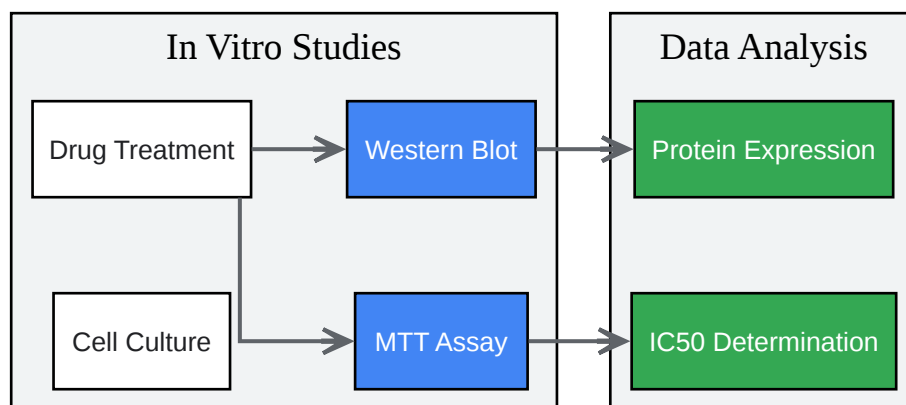 In Vitro Studies
Data Analysis
Drug Treatment
Western Blot
Protein Expression
Cell Culture
MTT Assay
IC50 Determination